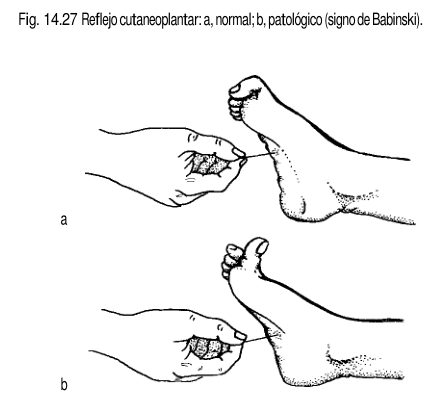 Fig. 14.27 Reflejo cutaneoplantar: a, normal; b, patológico (signo de Babinski).
a
b